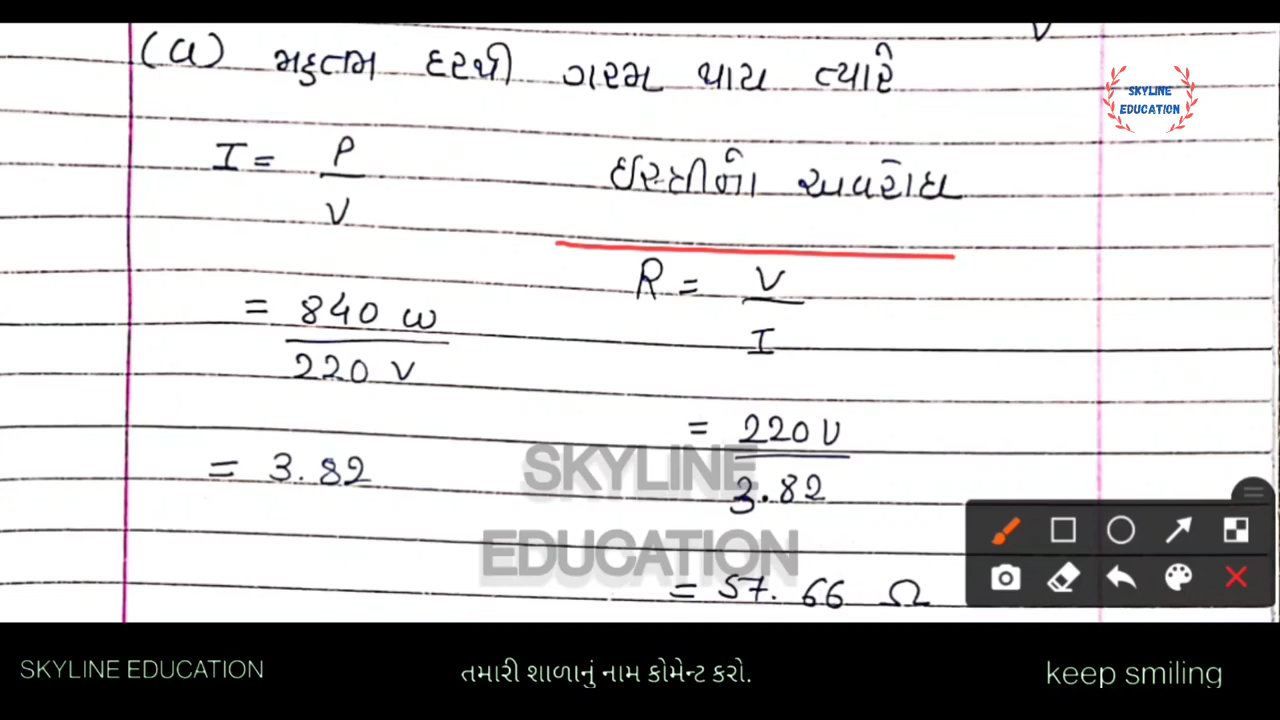 V
(a) મહત્તમ દરથી ગરમ થાય ત્યારે
SKYLINE
EDUCATION
I = P
V
ઇસ્ત્રીનો અવરોધ
R = V
I
= 840 W
220 V
= 220 V
3.82
= 3.82
SKYLINE
EDUCATION
= 57.66 Ω
SKYLINE EDUCATION
તમારી શાળાનું નામ કોમેન્ટ કરો.
keep smiling